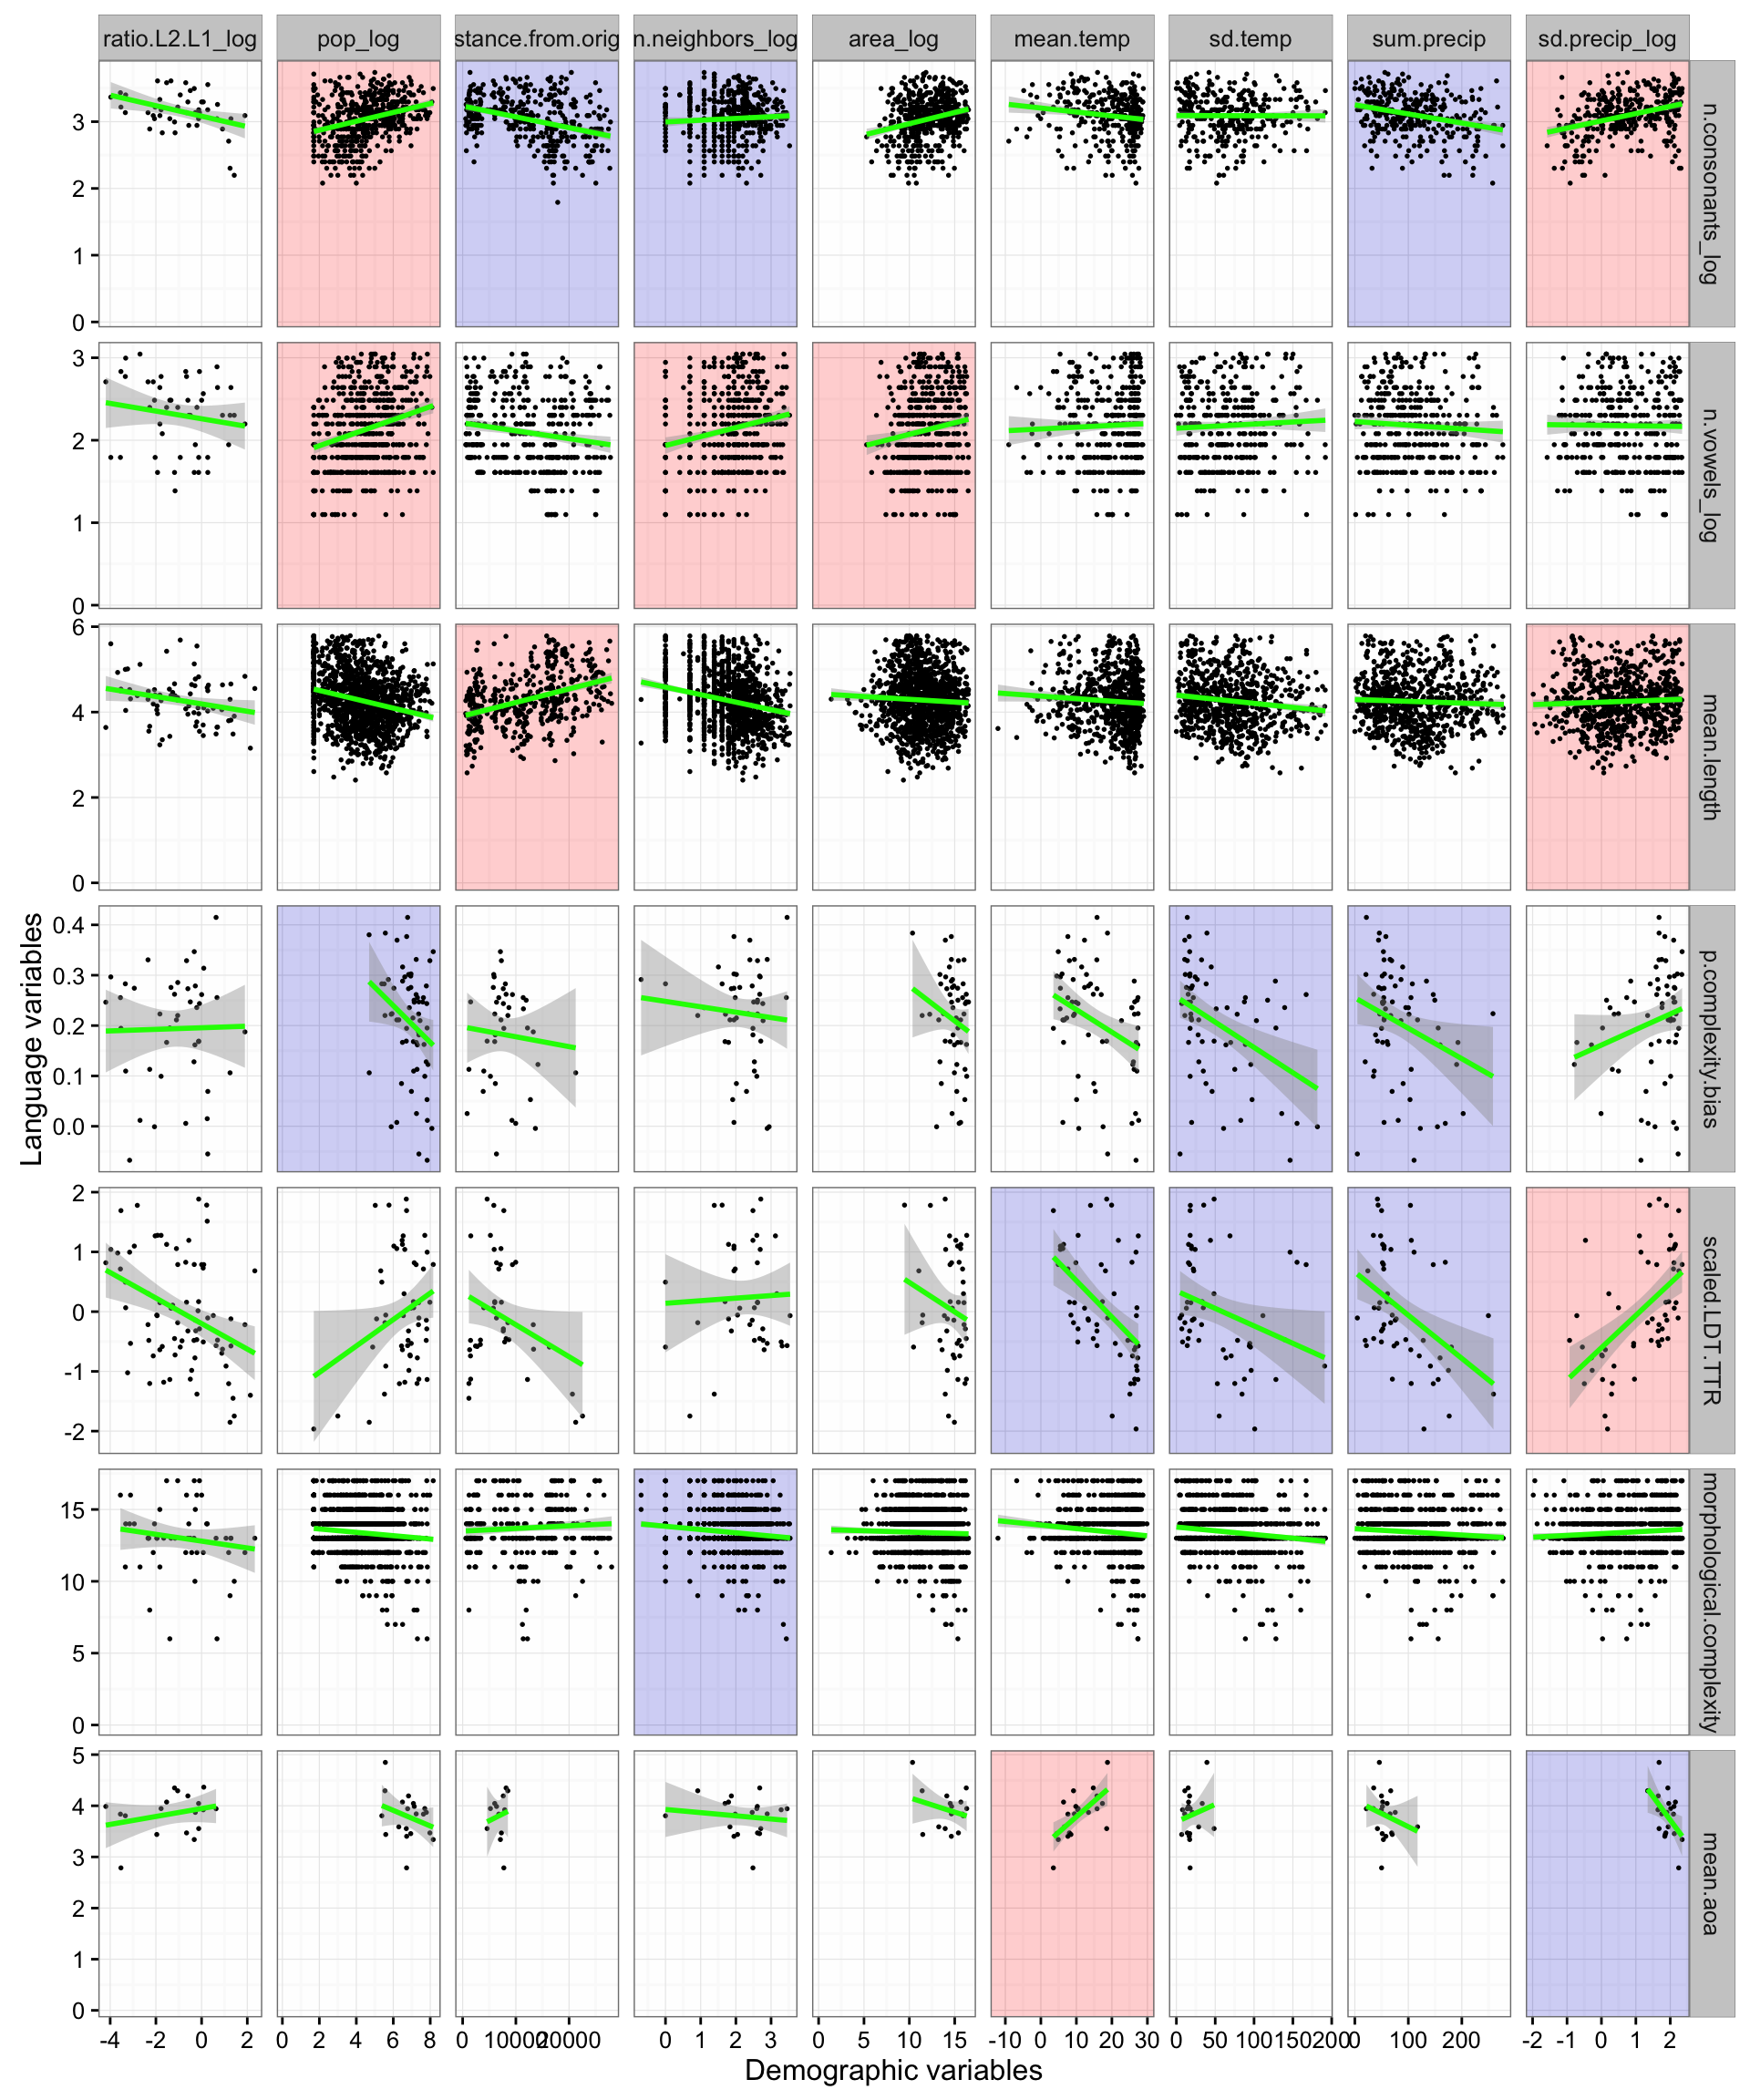 ratio.L2.L1_log pop_log stance.from.orig n.neighbors_log area_log mean.temp sd.temp sum.precip sd.precip_log
3
2
1
0
n.consonants_log
3
2
1
0
n.vowels_log
6
4
2
0
mean.length
Language variables
0.4
0.3
0.2
0.1
0.0
p.complexity.bias
2
1
0
-1
-2
scaled.LDT.TTR
15
10
5
0
morphological.complexity
5
4
3
2
1
0
mean.aoa
-4 -2 0 2 0 2 4 6 8 0 10000 20000 0 1 2 3 0 5 10 15 -10 0 10 20 30 0 50 100 150 200 0 100 200 -2 -1 0 1 2
Demographic variables